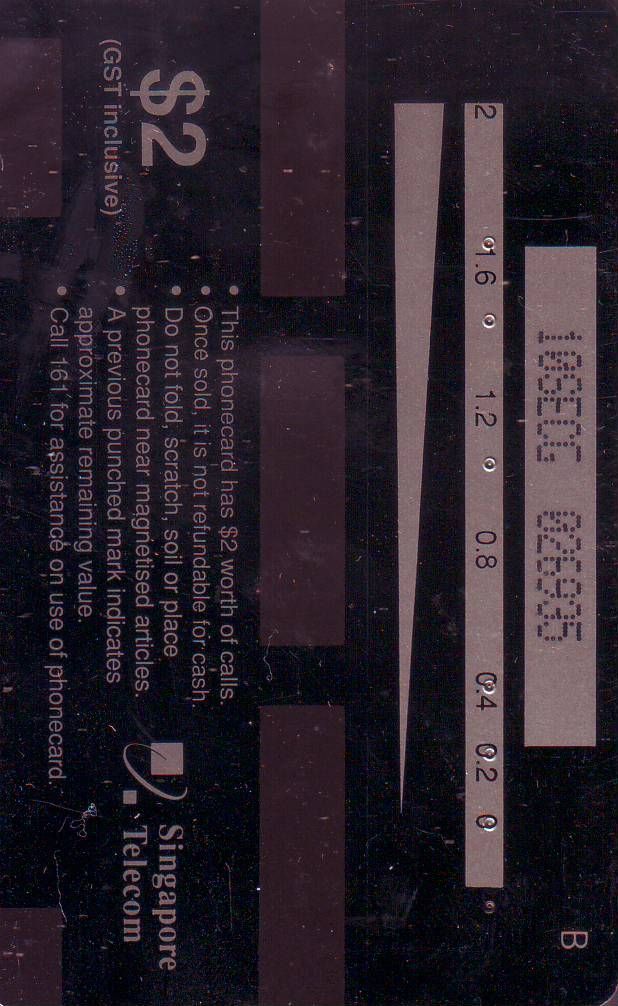 103ECC 026935
B
2 1.6 1.2 0.8 0.4 0.2 0
$2
(GST inclusive)
• This phonecard has $2 worth of calls.
• Once sold, it is not refundable for cash.
• Do not fold, scratch, soil or place
phonecard near magnetised articles.
• A previous punched mark indicates
approximate remaining value.
• Call 161 for assistance on use of phonecard.
Singapore
Telecom